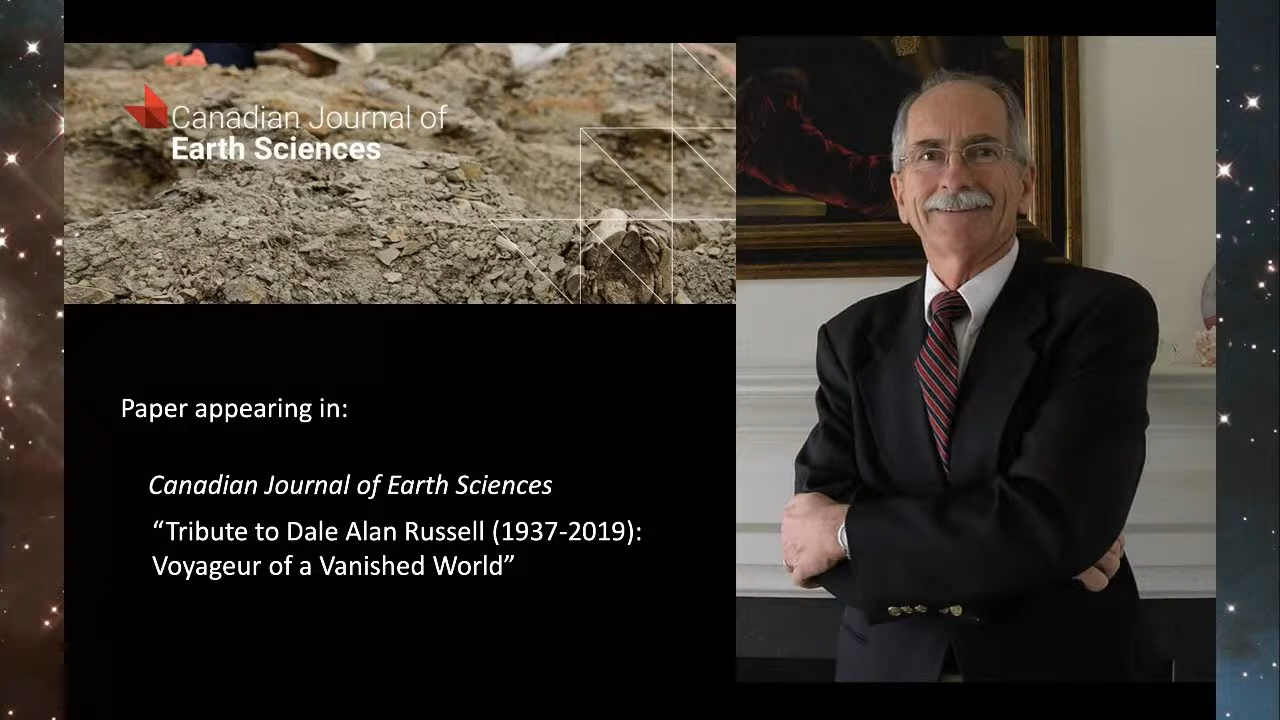 Canadian Journal of
Earth Sciences
Paper appearing in:
Canadian Journal of Earth Sciences
“Tribute to Dale Alan Russell (1937-2019):
Voyageur of a Vanished World”